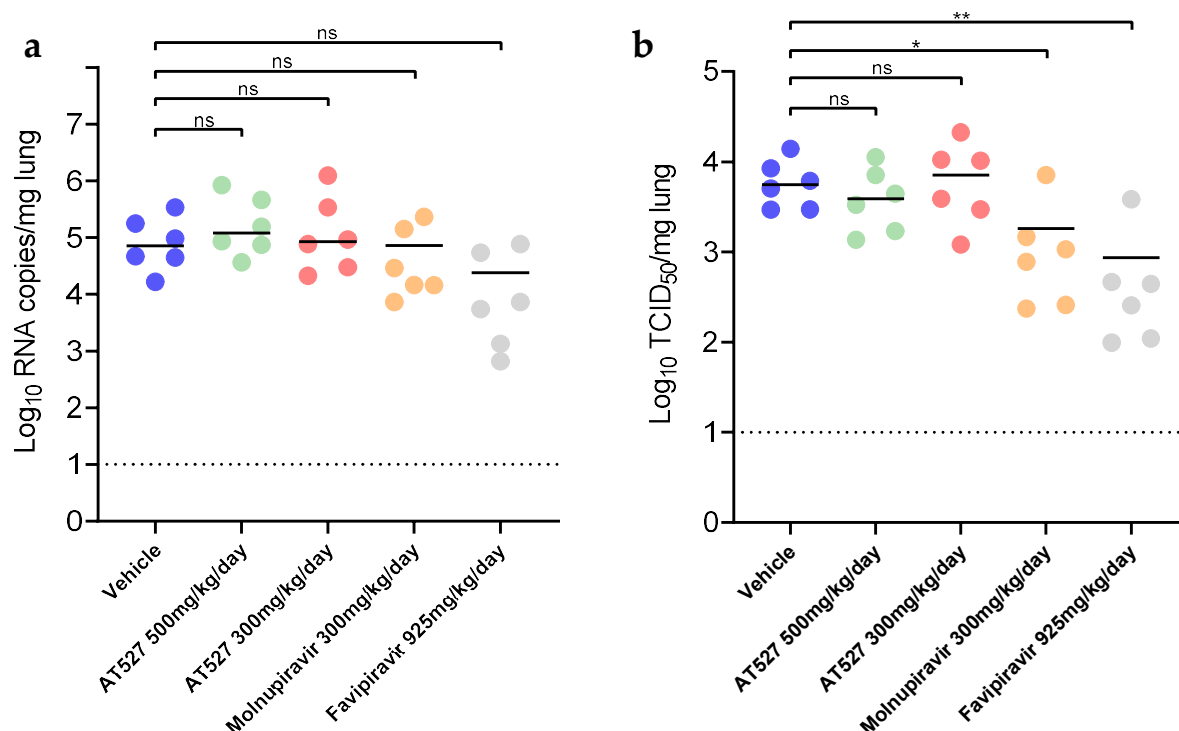 a
ns
ns
ns
ns
Log10 RNA copies/mg lung
7
6
5
4
3
2
1
0
Vehicle
AT527 500mg/kg/day
AT527 300mg/kg/day
Molnupiravir 300mg/kg/day
Favipiravir 925mg/kg/day
b
**
*
ns
ns
Log10 TCID50/mg lung
5
4
3
2
1
0
Vehicle
AT527 500mg/kg/day
AT527 300mg/kg/day
Molnupiravir 300mg/kg/day
Favipiravir 925mg/kg/day